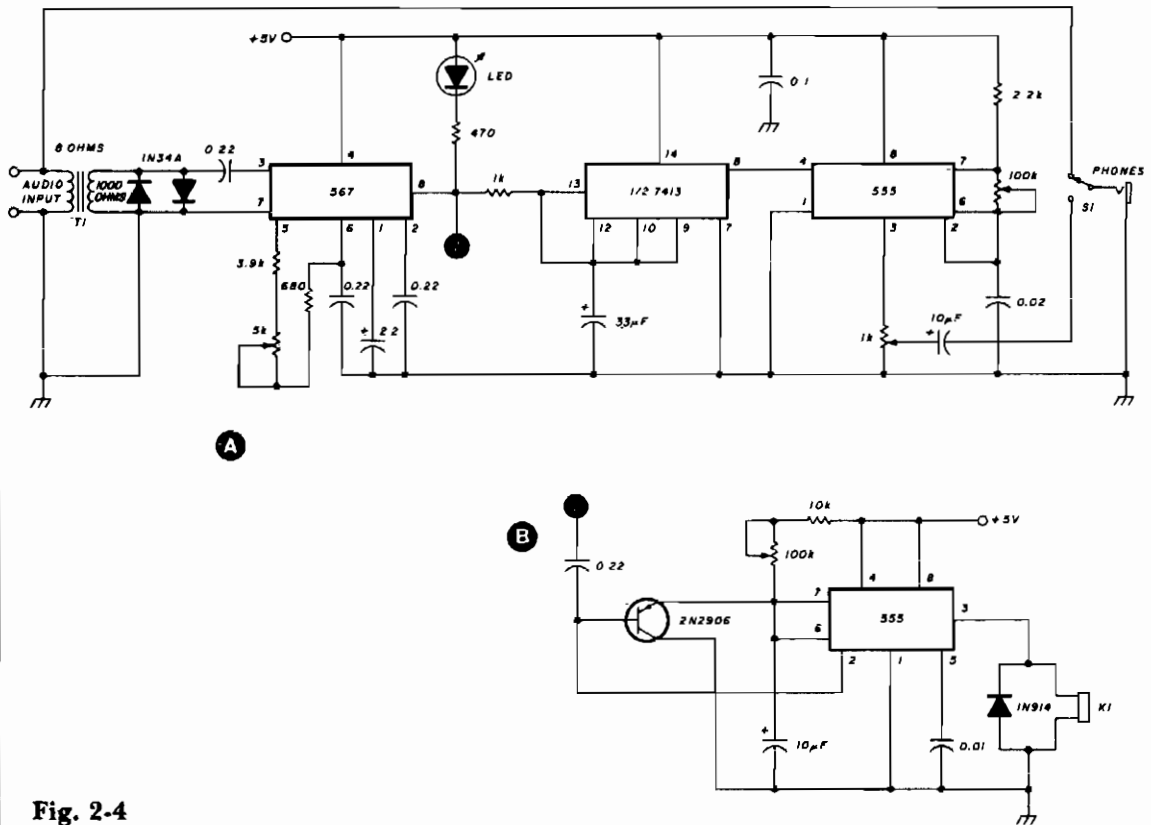 +5V
LED
0.1
2.2k
8 OHMS
1N34A
0.22
470
PHONES
AUDIO
INPUT
1000
OHMS
T1
3
4
567
8
7
5
6
1
2
1k
13
14
1/2 7413
8
12
10
9
7
4
8
555
7
1
6
3
2
100k
S1
3.9k
680
0.22
0.22
5k
+
2.2
+
33µF
1k
10µF
+
0.02
A
B
10k
+5V
0.22
100k
2N2906
4
8
7
555
3
6
2
1
5
+
10µF
0.01
1N914
K1
Fig. 2-4